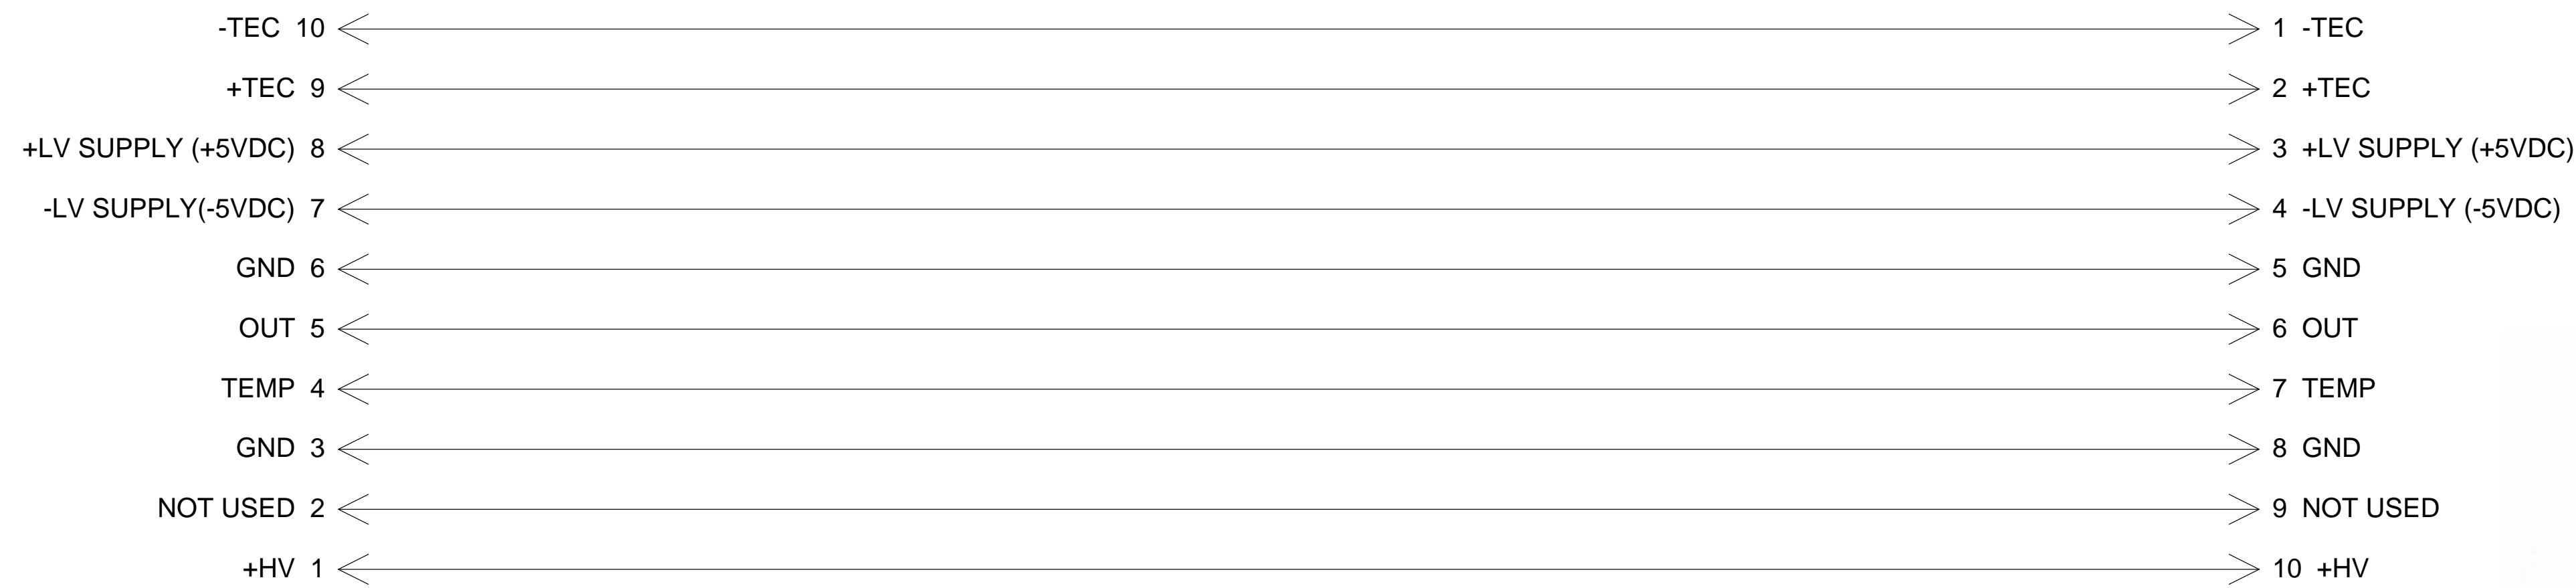 -TEC 10 1 -TEC
+TEC 9 2 +TEC
+LV SUPPLY (+5VDC) 8 3 +LV SUPPLY (+5VDC)
-LV SUPPLY(-5VDC) 7 4 -LV SUPPLY (-5VDC)
GND 6 5 GND
OUT 5 6 OUT
TEMP 4 7 TEMP
GND 3 8 GND
NOT USED 2 9 NOT USED
+HV 1 10 +HV